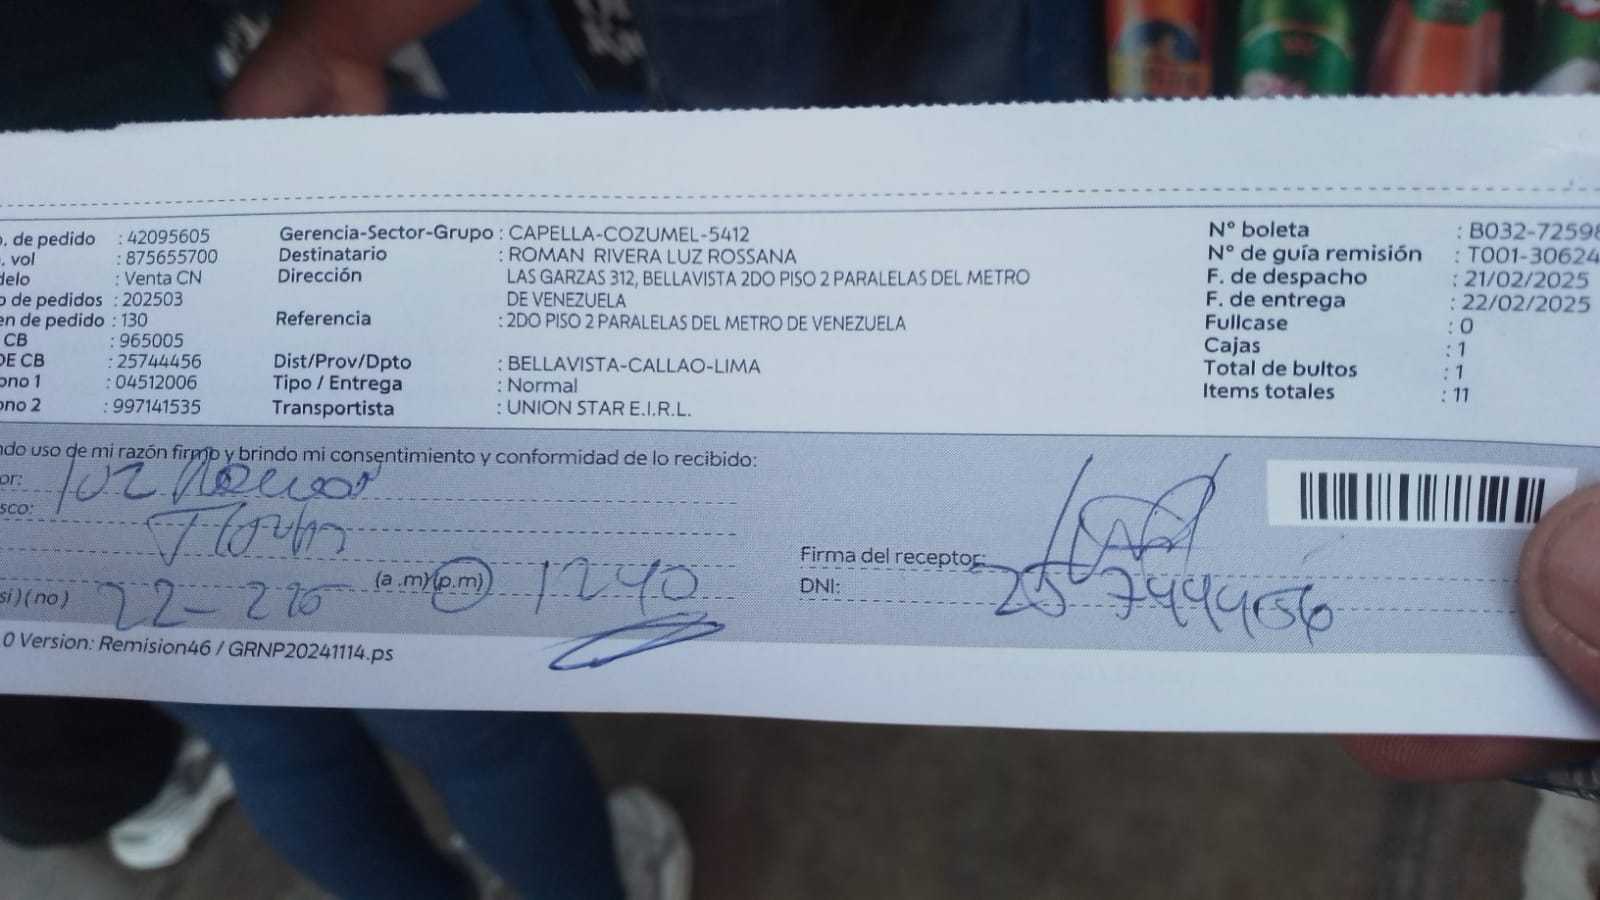 o. de pedido : 42095605 Gerencia-Sector-Grupo : CAPELLA-COZUMEL-5412 N° boleta : B032-72598
. vol : 875655700 Destinatario : ROMAN RIVERA LUZ ROSSANA N° de guía remisión : T001-30624
delo : Venta CN Dirección LAS GARZAS 312, BELLAVISTA 2DO PISO 2 PARALELAS DEL METRO F. de despacho : 21/02/2025
o de pedidos : 202503 DE VENEZUELA F. de entrega : 22/02/2025
en de pedido : 130 Referencia : 2DO PISO 2 PARALELAS DEL METRO DE VENEZUELA Fullcase : 0
CB : 965005 Cajas : 1
DE CB : 25744456 Dist/Prov/Dpto : BELLAVISTA-CALLAO-LIMA Total de bultos : 1
ono 1 : 04512006 Tipo / Entrega : Normal Items totales : 11
ono 2 : 997141535 Transportista : UNION STAR E.I.R.L.
ndo uso de mi razón firmo y brindo mi consentimiento y conformidad de lo recibido:
or: Luz
sco:
Firma del receptor:
si) (no) 22-2 (a .m) (p.m) 1240 DNI: 25744456
.0 Version: Remision46 / GRNP20241114.ps